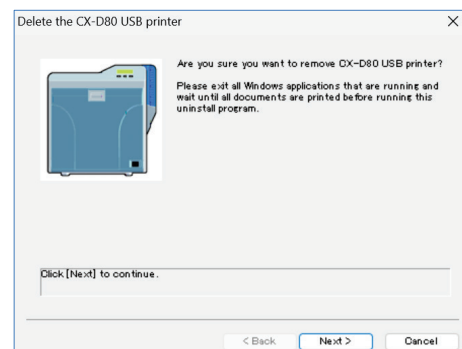 Delete the CX-D80 USB printer
Are you sure you want to remove CX-D80 USB printer?
Please exit all Windows applications that are running and
wait until all documents are printed before running this
uninstall program.
Click [Next] to continue.
< Back
Next >
Cancel